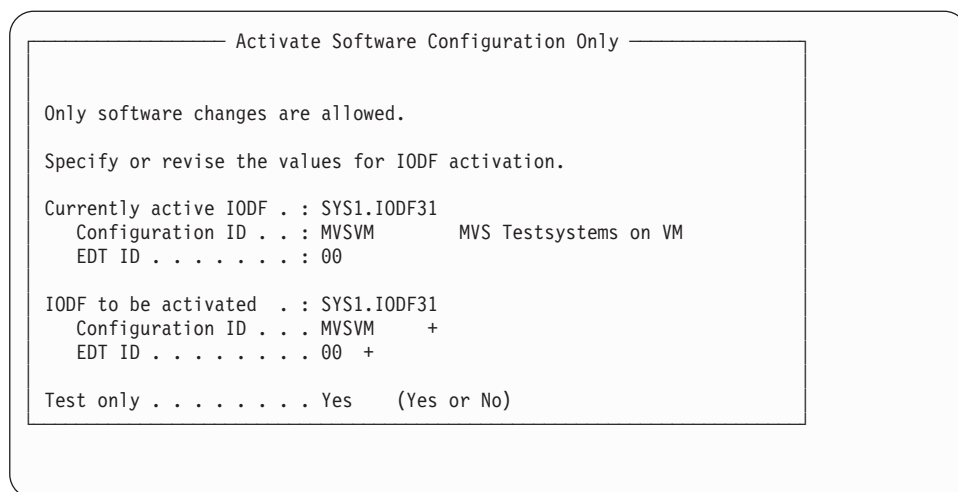 Activate Software Configuration Only
Only software changes are allowed.
Specify or revise the values for IODF activation.
Currently active IODF . : SYS1.IODF31
Configuration ID . . : MVSVM MVS Testsystems on VM
EDT ID . . . . . . . : 00
IODF to be activated . : SYS1.IODF31
Configuration ID . . . MVSVM +
EDT ID . . . . . . . . 00 +
Test only . . . . . . . . Yes (Yes or No)